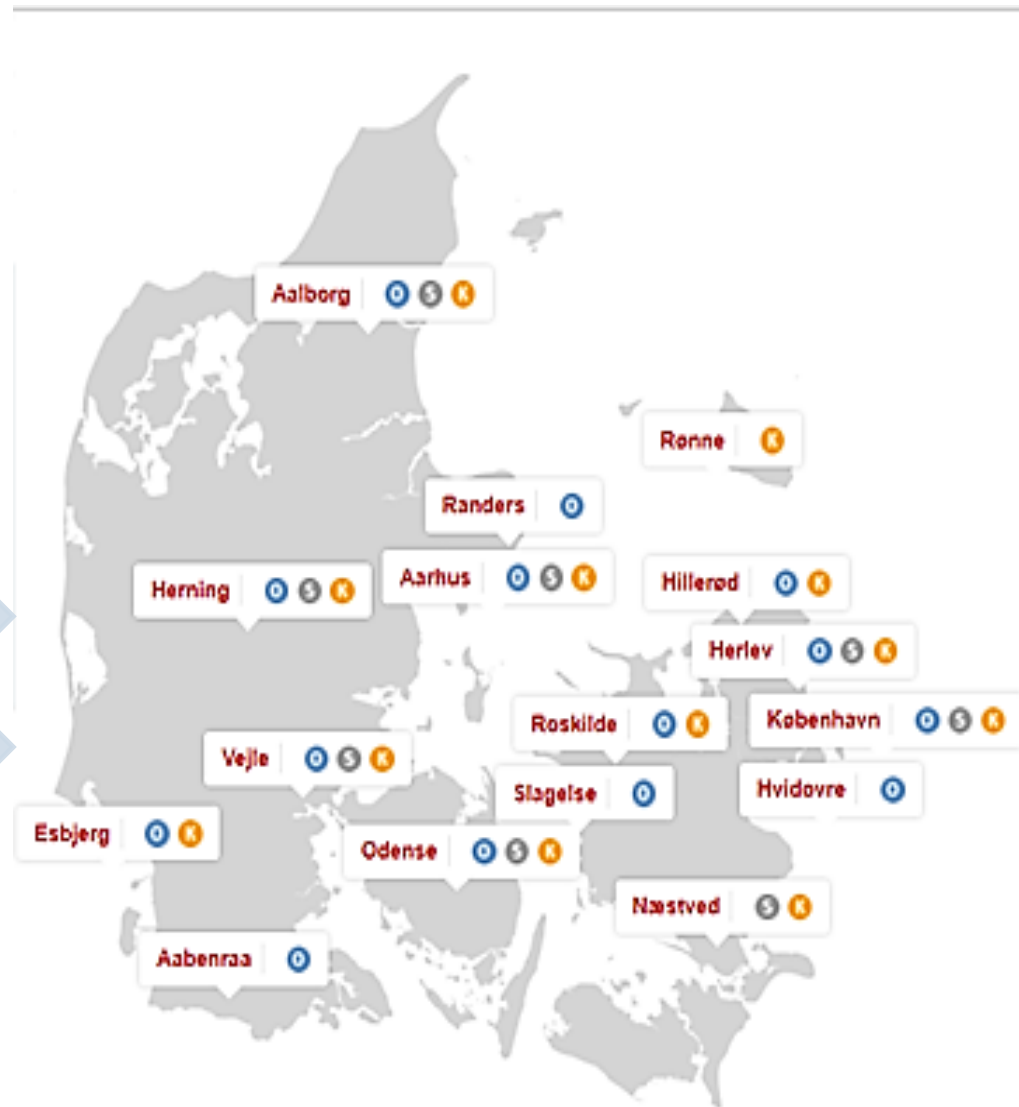 Aalborg O S K
Rønne K
Randers O
Aarhus O S K
Hillerød O K
Herning O S K
Herlev O S K
Roskilde O K
København O S K
Vejle O S K
Slagelse O
Hvidovre O
Esbjerg O K
Odense O S K
Næstved S K
Aabenraa O